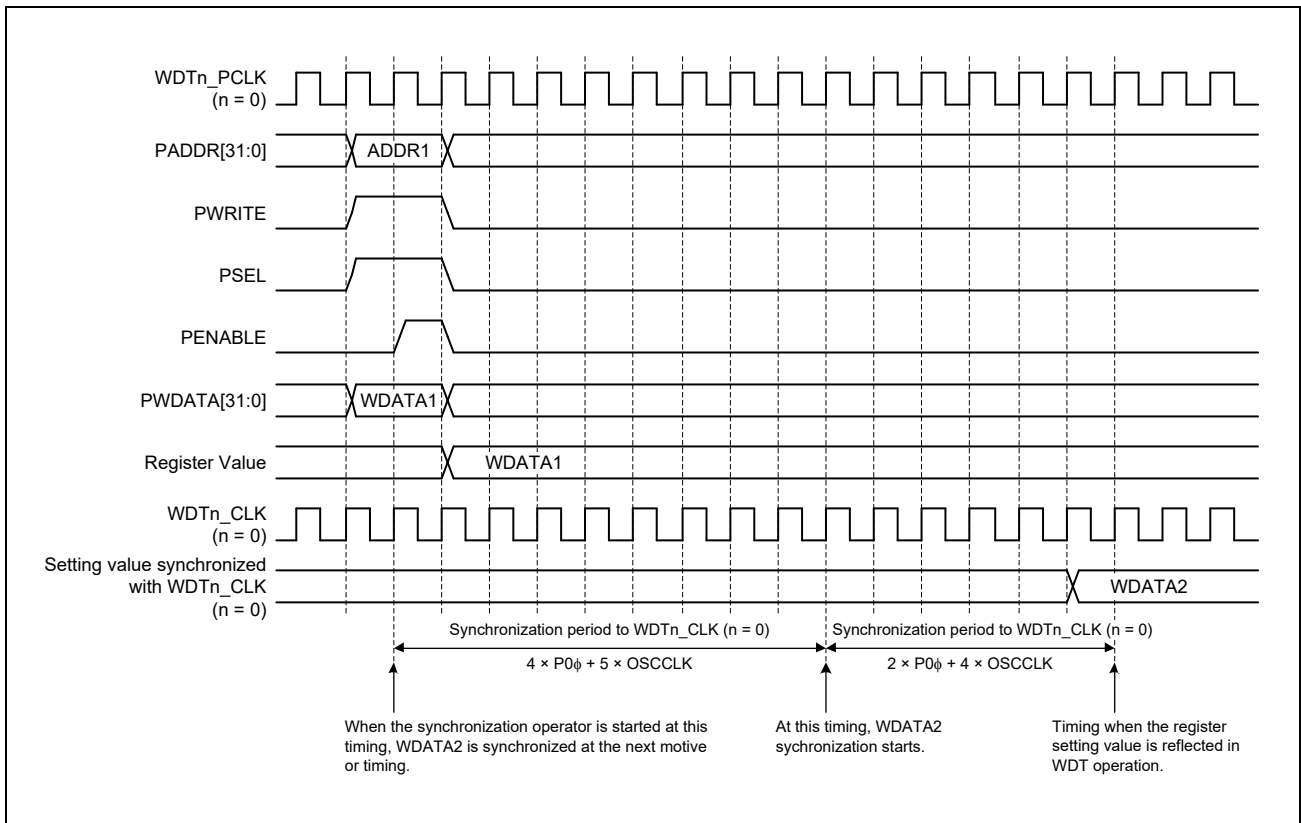 WDTn_PCLK
(n = 0)
PADDR[31:0]
ADDR1
PWRITE
PSEL
PENABLE
PWDATA[31:0]
WDATA1
Register Value
WDATA1
WDTn_CLK
(n = 0)
Setting value synchronized
with WDTn_CLK
(n = 0)
WDATA2
Synchronization period to WDTn_CLK (n = 0)
4 × P0ϕ + 5 × OSCCLK
Synchronization period to WDTn_CLK (n = 0)
2 × P0ϕ + 4 × OSCCLK
When the synchronization operator is started at this
timing, WDATA2 is synchronized at the next motive
or timing.
At this timing, WDATA2
sychronization starts.
Timing when the register
setting value is reflected in
WDT operation.